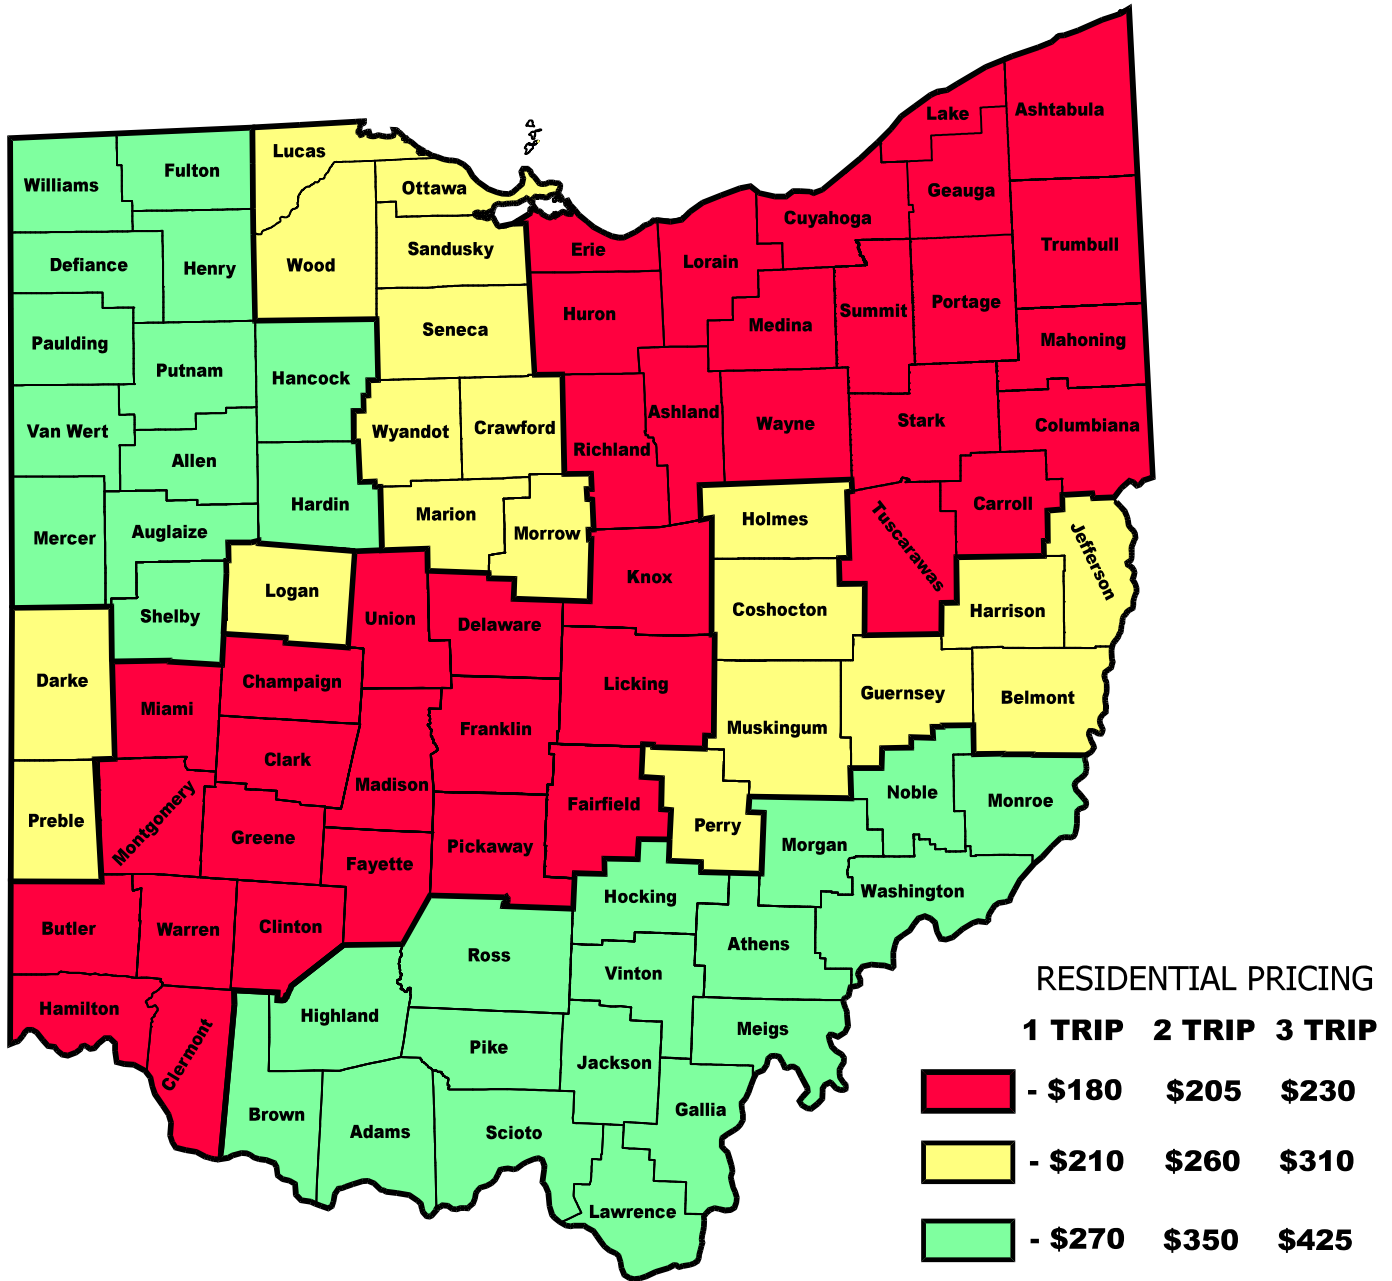 Lake
Ashtabula
Lucas
Fulton
Williams
Ottawa
Geauga
Cuyahoga
Trumbull
Sandusky
Erie
Lorain
Defiance
Henry
Wood
Portage
Huron
Summit
Medina
Seneca
Mahoning
Paulding
Putnam
Hancock
Ashland
Stark
Wayne
Columbiana
Crawford
Van Wert
Wyandot
Richland
Allen
Hardin
Carroll
Marion
Holmes
Auglaize
Morrow
Mercer
Tuscarawas
Jefferson
Knox
Logan
Coshocton
Harrison
Shelby
Union
Delaware
Darke
Champaign
Licking
Guernsey
Belmont
Miami
Franklin
Muskingum
Clark
Madison
Noble
Monroe
Fairfield
Preble
Montgomery
Perry
Greene
Pickaway
Morgan
Fayette
Washington
Hocking
Butler
Warren
Clinton
Athens
Ross
Vinton
RESIDENTIAL PRICING
Hamilton
Highland
Meigs
1 TRIP 2 TRIP 3 TRIP
Clermont
Pike
Jackson
- $180 $205 $230
Brown
Gallia
Adams
Scioto
- $210 $260 $310
Lawrence
- $270 $350 $425